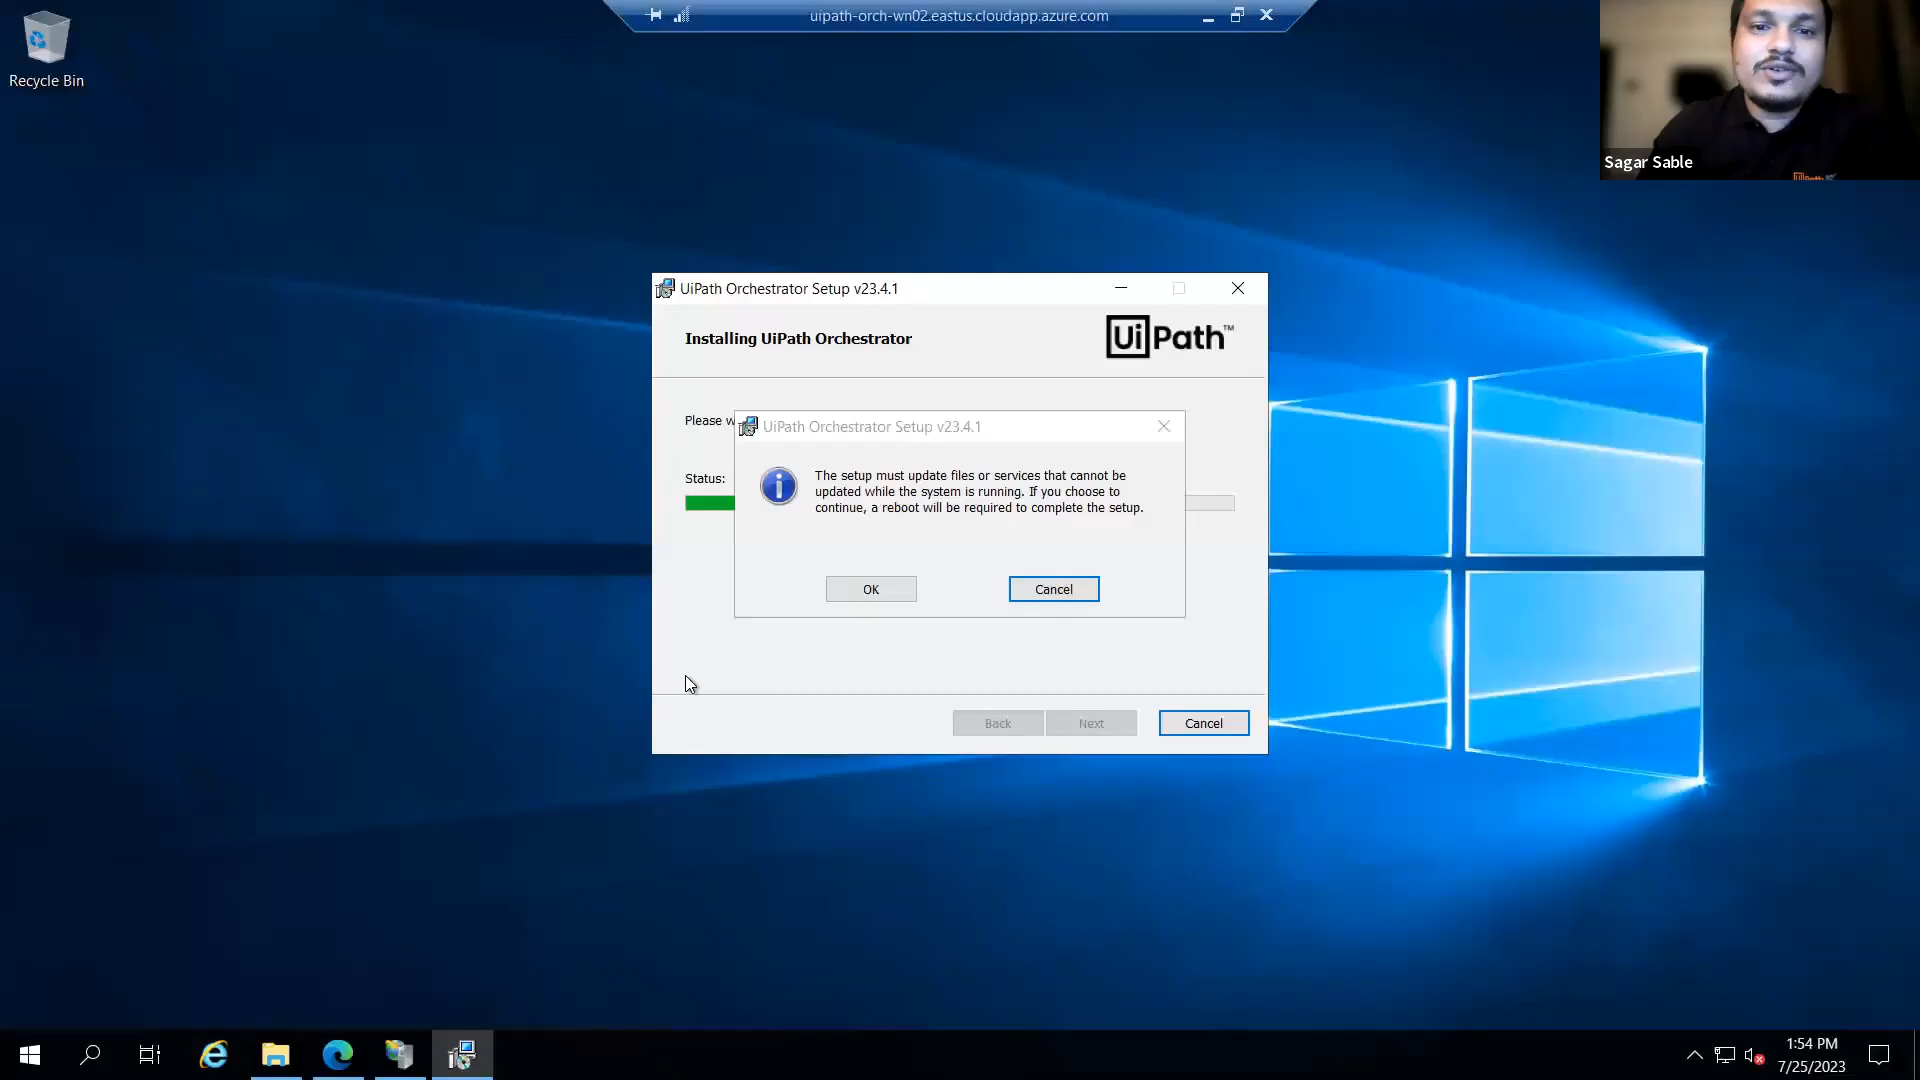 uipath-orch-wn02.eastus.cloudapp.azure.com
Recycle Bin
Sagar Sable
UiPath
UiPath Orchestrator Setup v23.4.1
Installing UiPath Orchestrator
UiPath™
Please w
UiPath Orchestrator Setup v23.4.1
Status:
The setup must update files or services that cannot be
updated while the system is running. If you choose to
continue, a reboot will be required to complete the setup.
OK
Cancel
Back
Next
Cancel
1:54 PM
7/25/2023